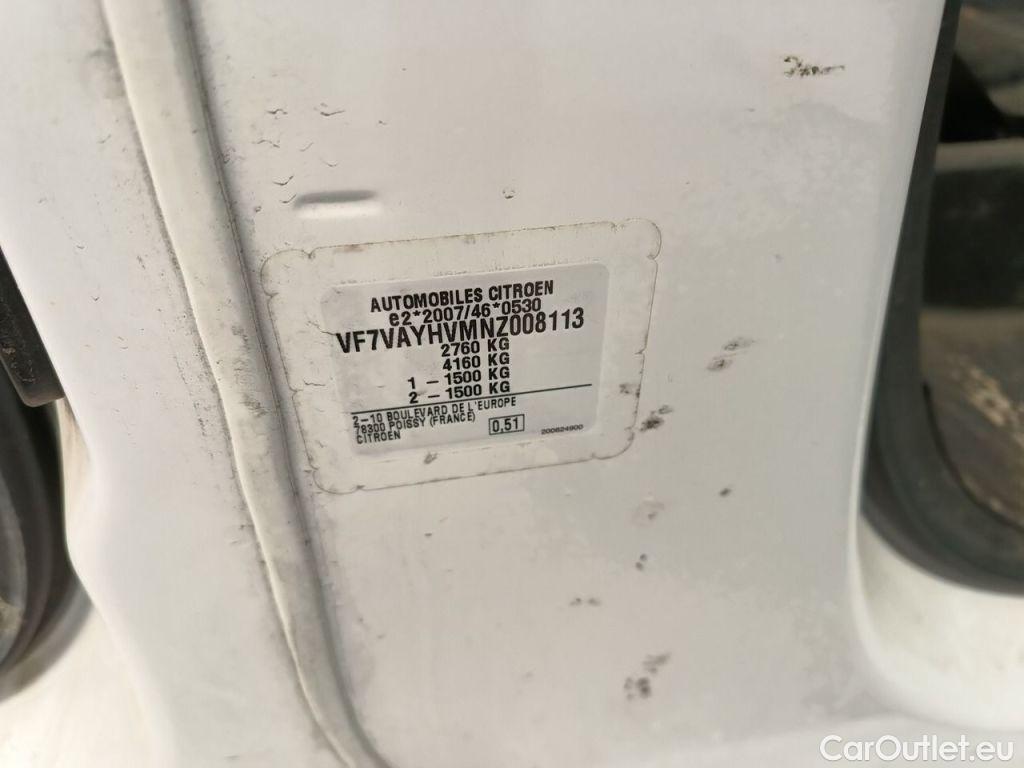 AUTOMOBILES CITROEN
e2*2007/46*0530
VF7VAYHVMNZ008113
2760 KG
4160 KG
1 - 1500 KG
2 - 1500 KG
2-10 BOULEVARD DE L'EUROPE
78300 POISSY (FRANCE)
CITROEN
0.51
200624900
CarOutlet.eu